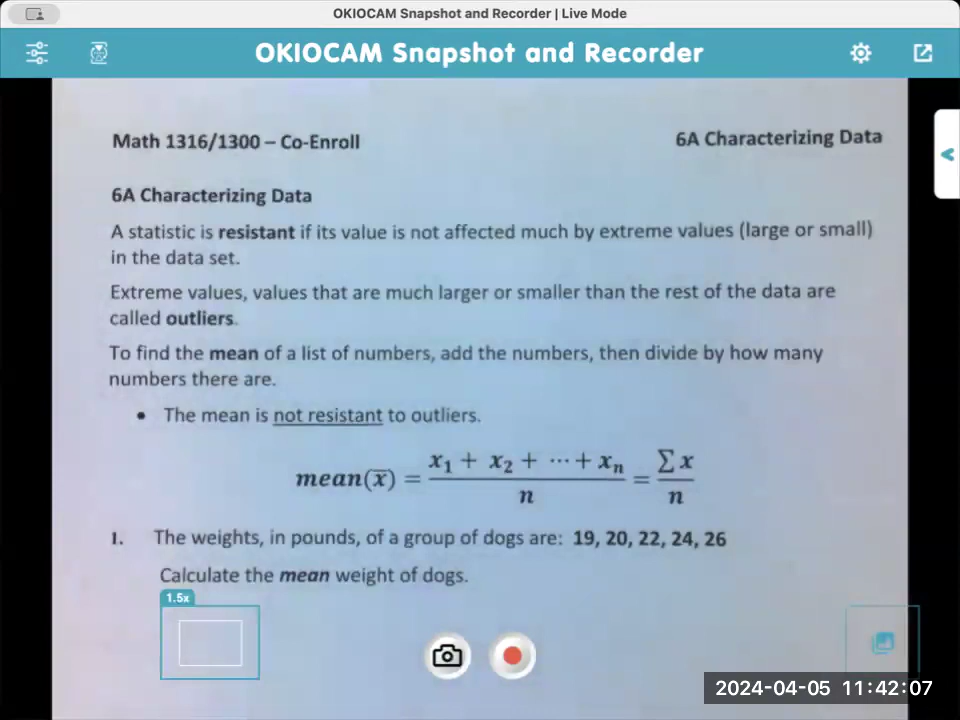 OKIOCAM Snapshot and Recorder | Live Mode
OKIOCAM Snapshot and Recorder
Math 1316/1300 – Co-Enroll
6A Characterizing Data
6A Characterizing Data
A statistic is resistant if its value is not affected much by extreme values (large or small)
in the data set.
Extreme values, values that are much larger or smaller than the rest of the data are
called outliers.
To find the mean of a list of numbers, add the numbers, then divide by how many
numbers there are.
• The mean is not resistant to outliers.
mean(x̅) = (x₁ + x₂ + ⋯ + xₙ)/n = ∑x/n
1. The weights, in pounds, of a group of dogs are: 19, 20, 22, 24, 26
Calculate the mean weight of dogs.
1.5x
2024-04-05 11:42:07